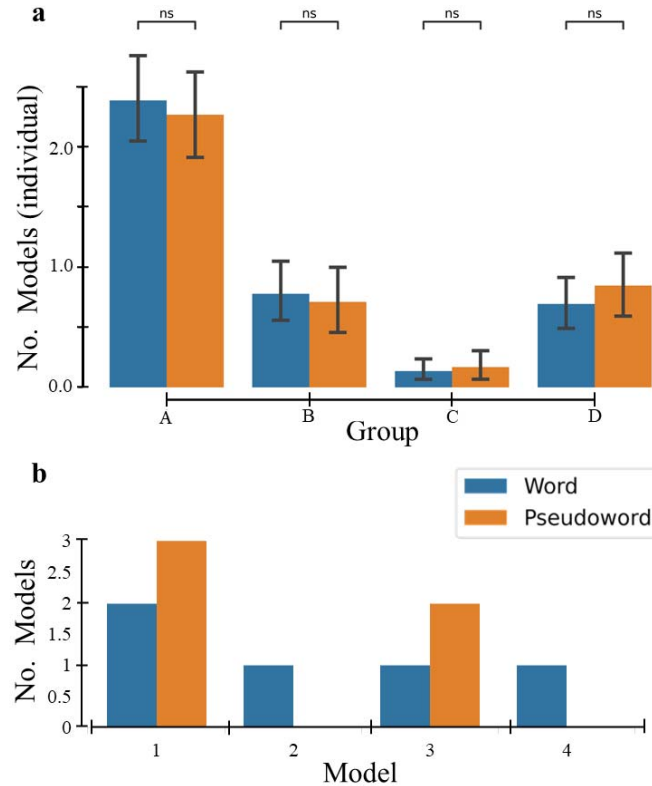 a
ns ns ns ns
No. Models (individual)
2.0
1.0
0.0
A B C D
Group
b
Word
Pseudoword
No. Models
3
2.5
2
1.5
1
0.5
0
1 2 3 4
Model